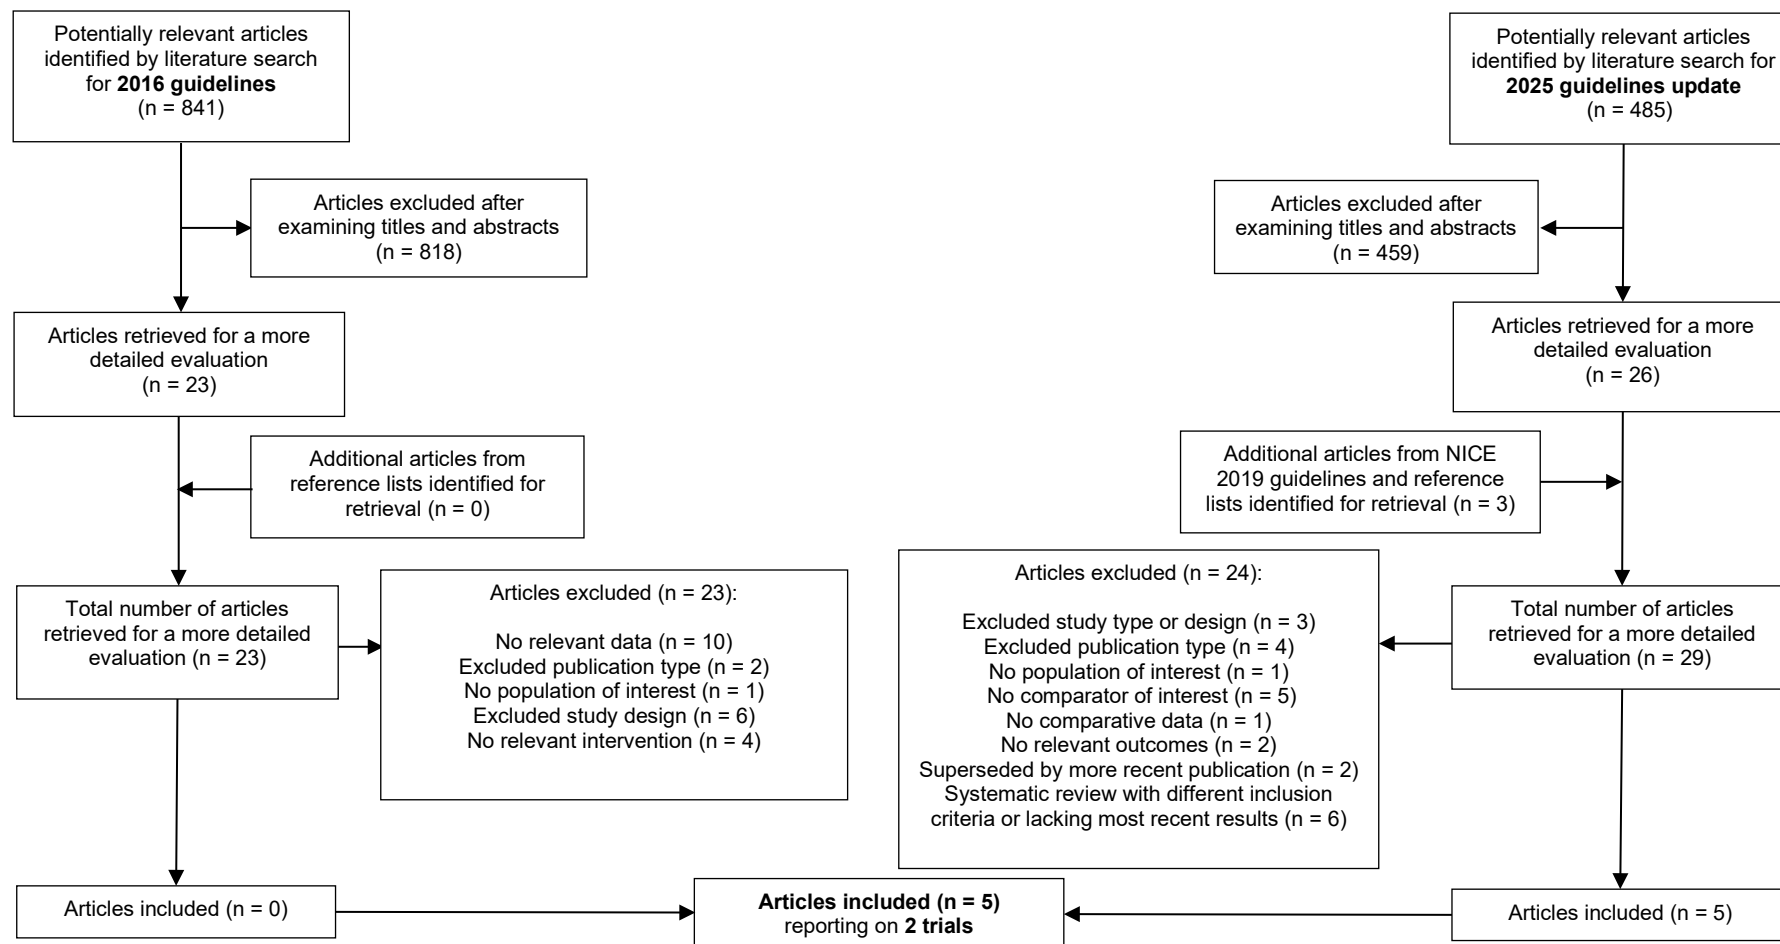 Potentially relevant articles
identified by literature search
for 2016 guidelines
(n = 841)
Articles excluded after
examining titles and abstracts
(n = 818)
Articles retrieved for a more
detailed evaluation
(n = 23)
Additional articles from
reference lists identified for
retrieval (n = 0)
Total number of articles
retrieved for a more detailed
evaluation (n = 23)
Articles excluded (n = 23):
No relevant data (n = 10)
Excluded publication type (n = 2)
No population of interest (n = 1)
Excluded study design (n = 6)
No relevant intervention (n = 4)
Articles included (n = 0)
Potentially relevant articles
identified by literature search for
2025 guidelines update
(n = 485)
Articles excluded after
examining titles and abstracts
(n = 459)
Articles retrieved for a more
detailed evaluation
(n = 26)
Additional articles from NICE
2019 guidelines and reference
lists identified for retrieval (n = 3)
Total number of articles
retrieved for a more detailed
evaluation (n = 29)
Articles excluded (n = 24):
Excluded study type or design (n = 3)
Excluded publication type (n = 4)
No population of interest (n = 1)
No comparator of interest (n = 5)
No comparative data (n = 1)
No relevant outcomes (n = 2)
Superseded by more recent publication (n = 2)
Systematic review with different inclusion
criteria or lacking most recent results (n = 6)
Articles included (n = 5)
Articles included (n = 5)
reporting on 2 trials